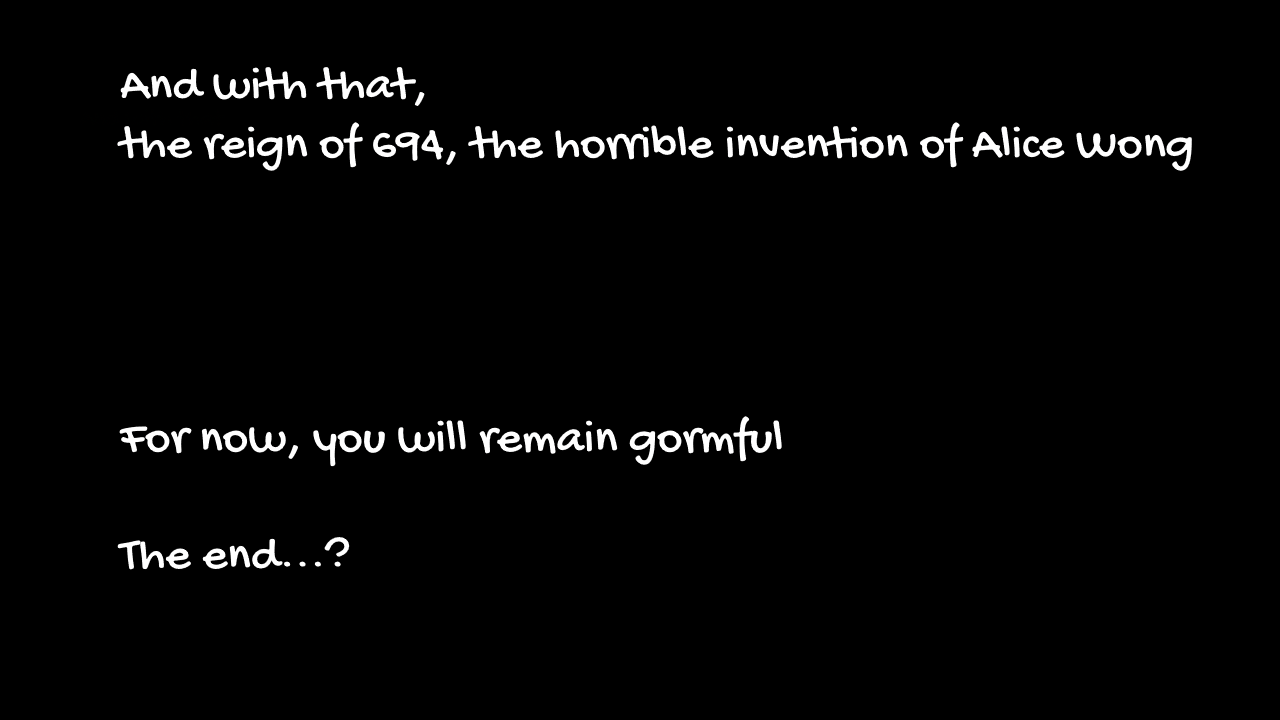 And with that,
the reign of 694, the horrible invention of Alice Wong
For now, you will remain gormful
The end...?